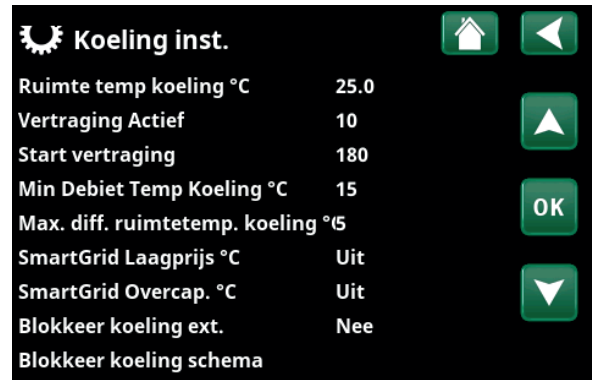 Koeling inst.
Ruimte temp koeling °C 25.0
Vertraging Actief 10
Start vertraging 180
Min Debiet Temp Koeling °C 15
OK
Max. diff. ruimtetemp. koeling °(5
SmartGrid Laagprijs °C Uit
SmartGrid Overcap. °C Uit
Blokkeer koeling ext. Nee
Blokkeer koeling schema